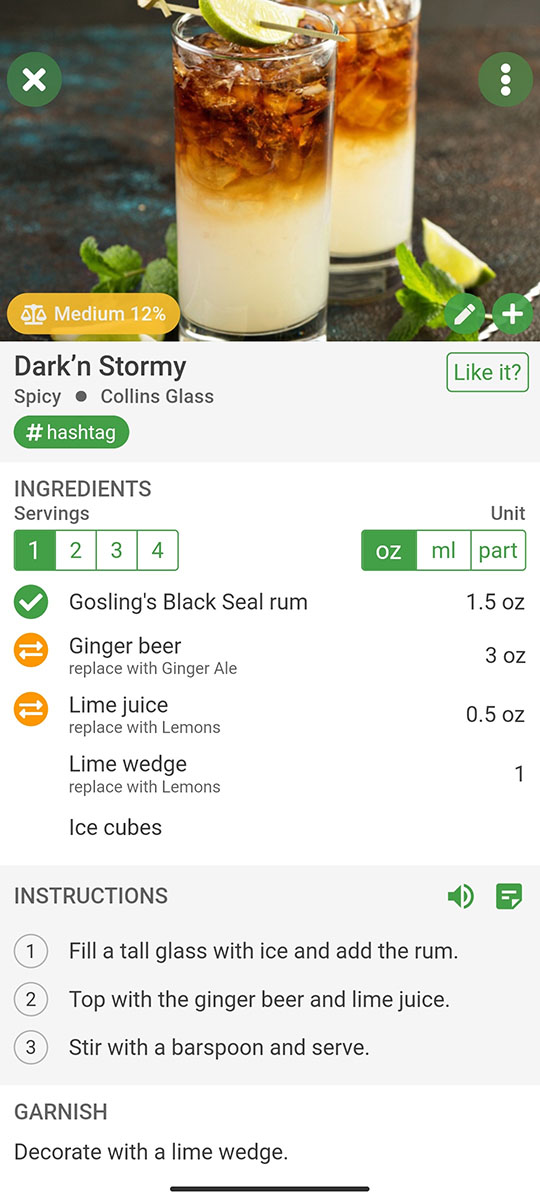 Medium 12%
Dark’n Stormy
Like it?
Spicy ● Collins Glass
#hashtag
INGREDIENTS
Servings Unit
1 2 3 4 oz ml part
Gosling's Black Seal rum 1.5 oz
Ginger beer 3 oz
replace with Ginger Ale
Lime juice 0.5 oz
replace with Lemons
Lime wedge 1
replace with Lemons
Ice cubes
INSTRUCTIONS
1 Fill a tall glass with ice and add the rum.
2 Top with the ginger beer and lime juice.
3 Stir with a barspoon and serve.
GARNISH
Decorate with a lime wedge.